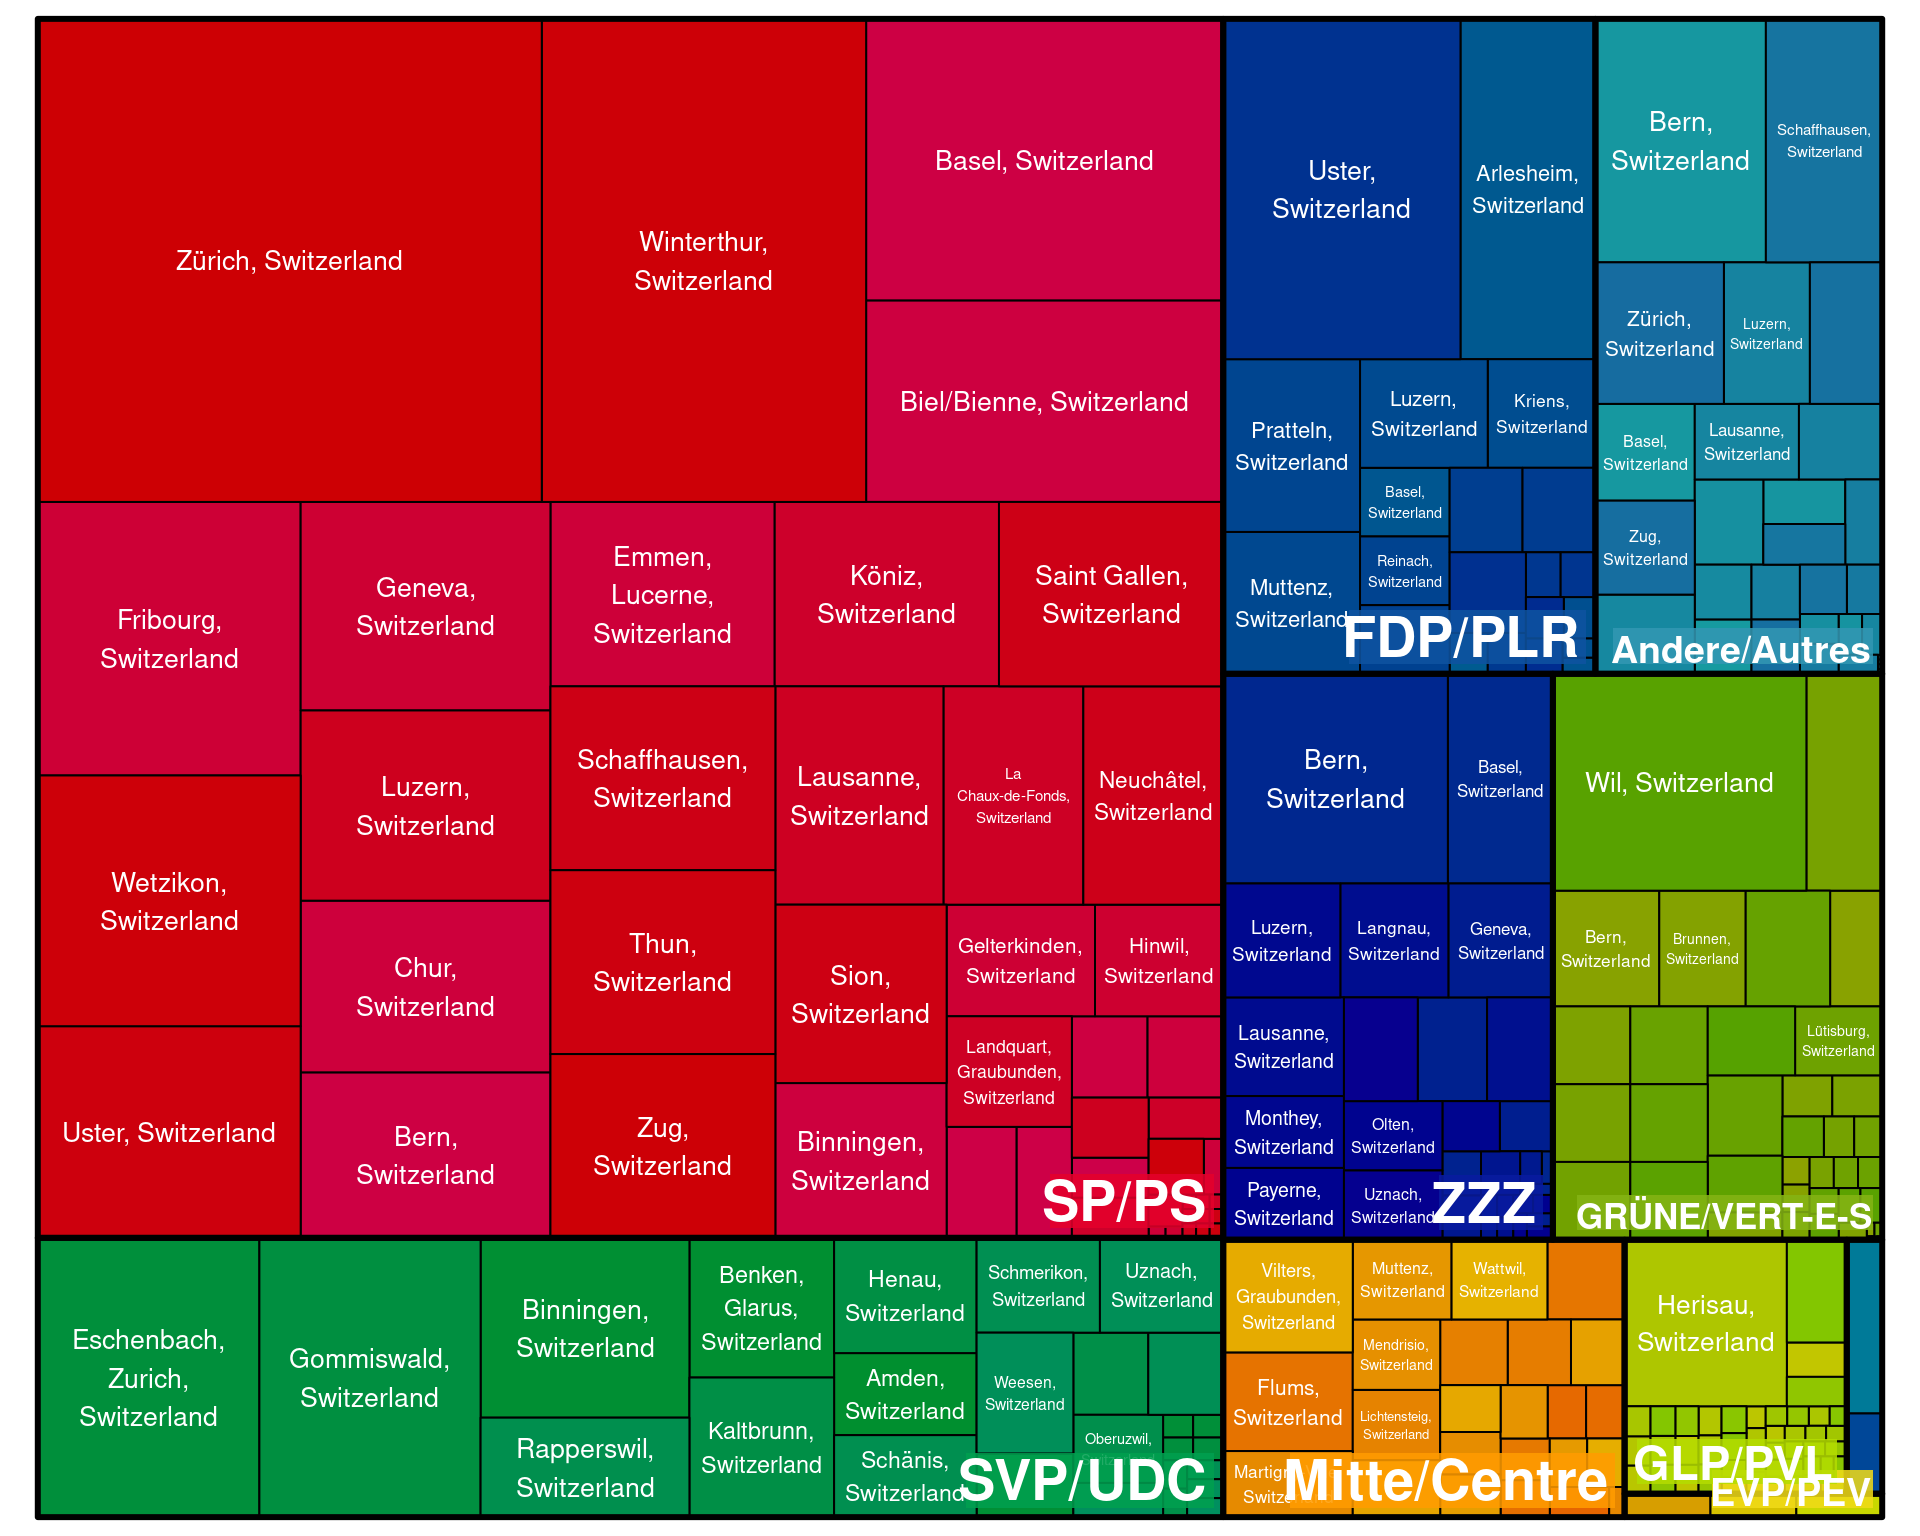 Zürich, Switzerland
Winterthur,
Switzerland
Basel, Switzerland
Biel/Bienne, Switzerland
Fribourg,
Switzerland
Wetzikon,
Switzerland
Uster, Switzerland
Geneva,
Switzerland
Luzern,
Switzerland
Chur,
Switzerland
Bern,
Switzerland
Emmen,
Lucerne,
Switzerland
Köniz,
Switzerland
Saint Gallen,
Switzerland
Schaffhausen,
Switzerland
Thun,
Switzerland
Zug,
Switzerland
Lausanne,
Switzerland
La
Chaux-de-Fonds,
Switzerland
Neuchâtel,
Switzerland
Sion,
Switzerland
Binningen,
Switzerland
Gelterkinden,
Switzerland
Hinwil,
Switzerland
Landquart,
Graubunden,
Switzerland
SP/PS
Eschenbach,
Zurich,
Switzerland
Gommiswald,
Switzerland
Binningen,
Switzerland
Rapperswil,
Switzerland
Benken,
Glarus,
Switzerland
Kaltbrunn,
Switzerland
Henau,
Switzerland
Amden,
Switzerland
Schänis,
Switzerland
Schmerikon,
Switzerland
Uznach,
Switzerland
Weesen,
Switzerland
Oberuzwil,
SVP/UDC
Uster,
Switzerland
Arlesheim,
Switzerland
Pratteln,
Switzerland
Muttenz,
Switzerland
Luzern,
Switzerland
Kriens,
Switzerland
Basel,
Switzerland
Reinach,
Switzerland
FDP/PLR
Bern,
Switzerland
Schaffhausen,
Switzerland
Zürich,
Switzerland
Luzern,
Switzerland
Basel,
Switzerland
Lausanne,
Switzerland
Zug,
Switzerland
Andere/Autres
Bern,
Switzerland
Basel,
Switzerland
Luzern,
Switzerland
Langnau,
Switzerland
Geneva,
Switzerland
Lausanne,
Switzerland
Monthey,
Switzerland
Payerne,
Switzerland
Olten,
Switzerland
Uznach,
Switzerland
ZZZ
Wil, Switzerland
Bern,
Switzerland
Brunnen,
Switzerland
Lütisburg,
Switzerland
GRÜNE/VERT-E-S
Vilters,
Graubunden,
Switzerland
Flums,
Switzerland
Muttenz,
Switzerland
Wattwil,
Switzerland
Mendrisio,
Switzerland
Lichtensteig,
Switzerland
Mitte/Centre
Herisau,
Switzerland
GLP/PVL
EVP/PEV